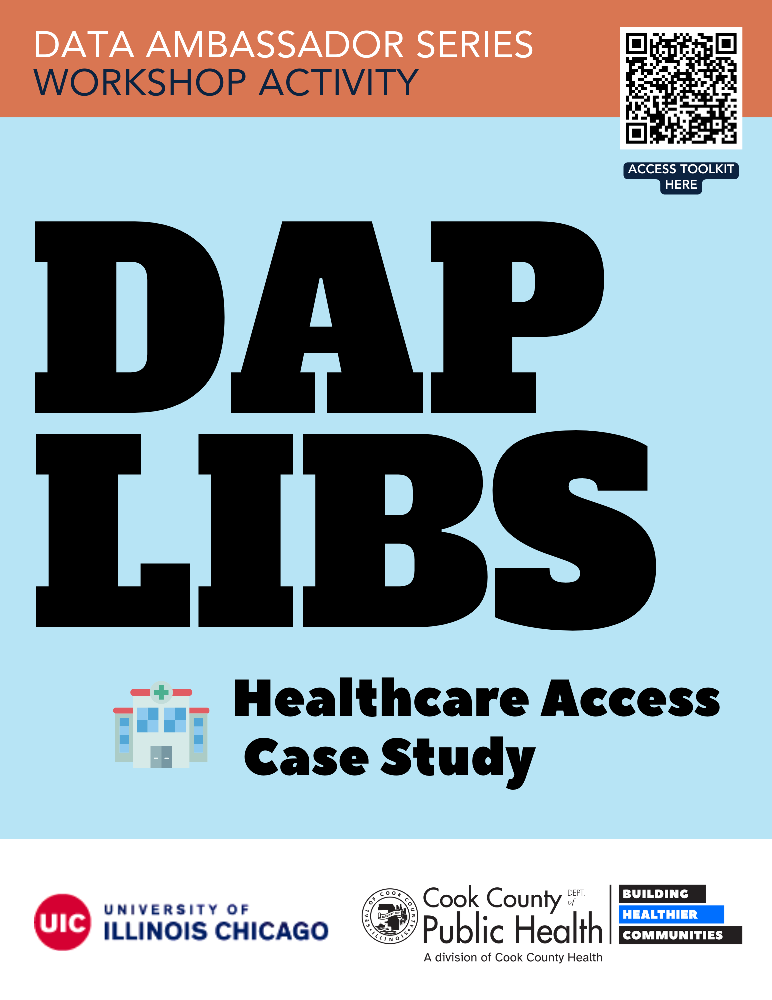 DATA AMBASSADOR SERIES
WORKSHOP ACTIVITY
ACCESS TOOLKIT
HERE
DAP
LIBS
Healthcare Access
Case Study
UIC
UNIVERSITY OF
ILLINOIS CHICAGO
SEAL OF COOK COUNTY
ILLINOIS
JANUARY 1831
Cook County DEPT.
of
Public Health
A division of Cook County Health
BUILDING
HEALTHIER
COMMUNITIES